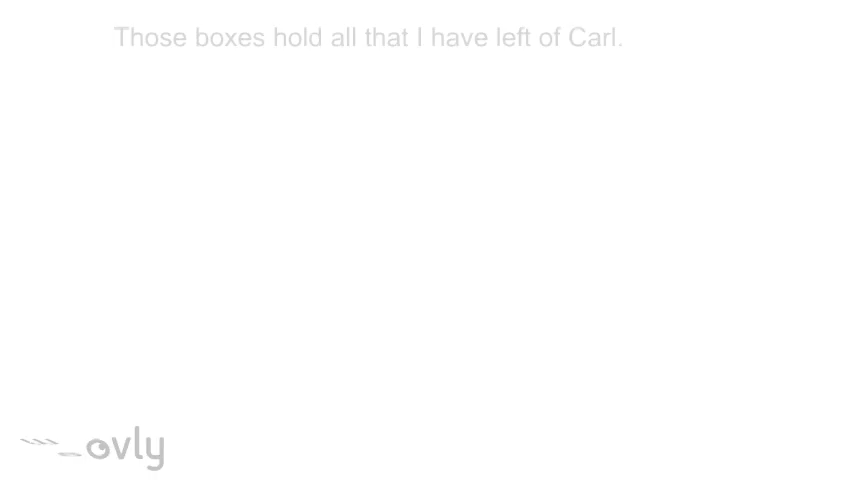 Those boxes hold all that I have left of Carl.
ovly